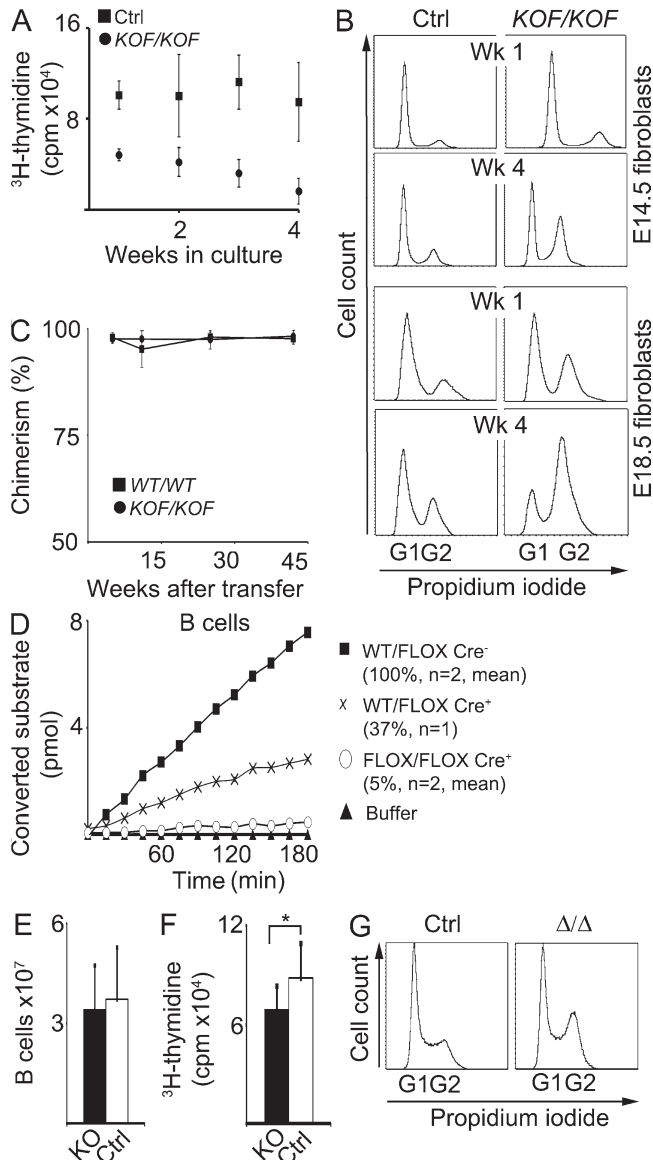 A
16
8
³H-thymidine
(cpm x10⁴)
Ctrl
KOF/KOF
2
4
Weeks in culture
B
Ctrl
KOF/KOF
Wk 1
Wk 4
E14.5 fibroblasts
Wk 1
Wk 4
E18.5 fibroblasts
Cell count
G1G2
G1 G2
Propidium iodide
C
100
75
50
Chimerism (%)
WT/WT
KOF/KOF
15
30
45
Weeks after transfer
D
B cells
8
4
Converted substrate
(pmol)
60
120
180
Time (min)
WT/FLOX Cre⁻
(100%, n=2, mean)
WT/FLOX Cre⁺
(37%, n=1)
FLOX/FLOX Cre⁺
(5%, n=2, mean)
Buffer
E
6
3
B cells x10⁷
KO
Ctrl
F
12
6
³H-thymidine
(cpm x10⁴)
*
KO
Ctrl
G
Ctrl
Δ/Δ
Cell count
G1G2
G1G2
Propidium iodide